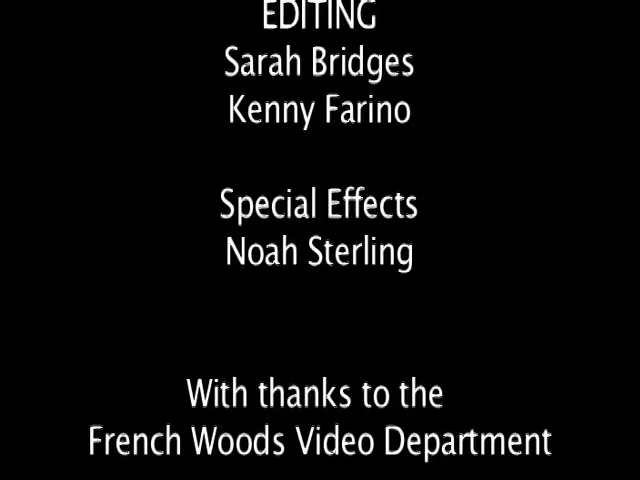 EDITING
Sarah Bridges
Kenny Farino
Special Effects
Noah Sterling
With thanks to the
French Woods Video Department